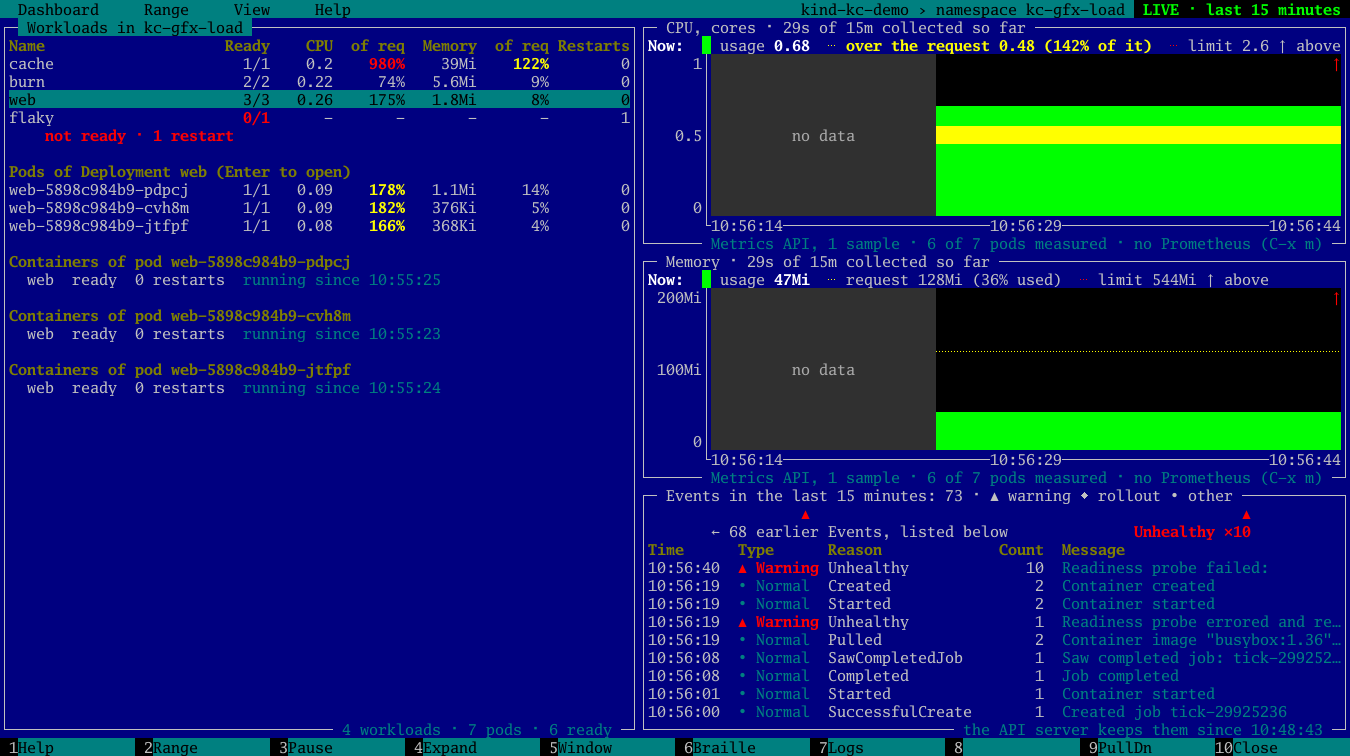 Dashboard Range View Help kind-kc-demo › namespace kc-gfx-load LIVE · last 15 minutes
Workloads in kc-gfx-load
Name Ready CPU of req Memory of req Restarts
cache 1/1 0.2 980% 39Mi 122% 0
burn 2/2 0.22 74% 5.6Mi 9% 0
web 3/3 0.26 175% 1.8Mi 8% 0
flaky 0/1 – – – – 1
not ready · 1 restart
Pods of Deployment web (Enter to open)
web-5898c984b9-pdpcj 1/1 0.09 178% 1.1Mi 14% 0
web-5898c984b9-cvh8m 1/1 0.09 182% 376Ki 5% 0
web-5898c984b9-jtfpf 1/1 0.08 166% 368Ki 4% 0
Containers of pod web-5898c984b9-pdpcj
web ready 0 restarts running since 10:55:25
Containers of pod web-5898c984b9-cvh8m
web ready 0 restarts running since 10:55:23
Containers of pod web-5898c984b9-jtfpf
web ready 0 restarts running since 10:55:24
4 workloads · 7 pods · 6 ready
CPU, cores · 29s of 15m collected so far
Now: usage 0.68 over the request 0.48 (142% of it) limit 2.6 ↑ above
1 ↑
0.5 no data
0
10:56:14 10:56:29 10:56:44
Metrics API, 1 sample · 6 of 7 pods measured · no Prometheus (C-x m)
Memory · 29s of 15m collected so far
Now: usage 47Mi request 128Mi (36% used) limit 544Mi ↑ above
200Mi ↑
100Mi no data
0
10:56:14 10:56:29 10:56:44
Metrics API, 1 sample · 6 of 7 pods measured · no Prometheus (C-x m)
Events in the last 15 minutes: 73 · ▲ warning ◆ rollout • other
▲ ▲
← 68 earlier Events, listed below Unhealthy ×10
Time Type Reason Count Message
10:56:40 ▲ Warning Unhealthy 10 Readiness probe failed:
10:56:19 • Normal Created 2 Container created
10:56:19 • Normal Started 2 Container started
10:56:19 ▲ Warning Unhealthy 1 Readiness probe errored and re…
10:56:19 • Normal Pulled 2 Container image "busybox:1.36"…
10:56:08 • Normal SawCompletedJob 1 Saw completed job: tick-299252…
10:56:08 • Normal Completed 1 Job completed
10:56:01 • Normal Started 1 Container started
10:56:00 • Normal SuccessfulCreate 1 Created job tick-29925236
the API server keeps them since 10:48:43
1Help 2Range 3Pause 4Expand 5Window 6Braille 7Logs 8 9PullDn 10Close